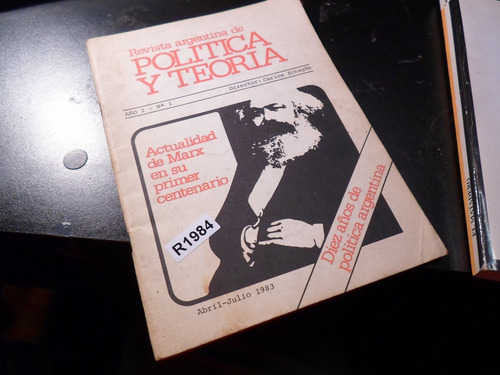 Revista argentina de
POLITICA
Y TEORIA
Año I - Nº 1
Director: Carlos Echagüe
Actualidad
de Marx
en su
primer
centenario
R1984
Diez años de
política argentina
Abril-Julio 1983